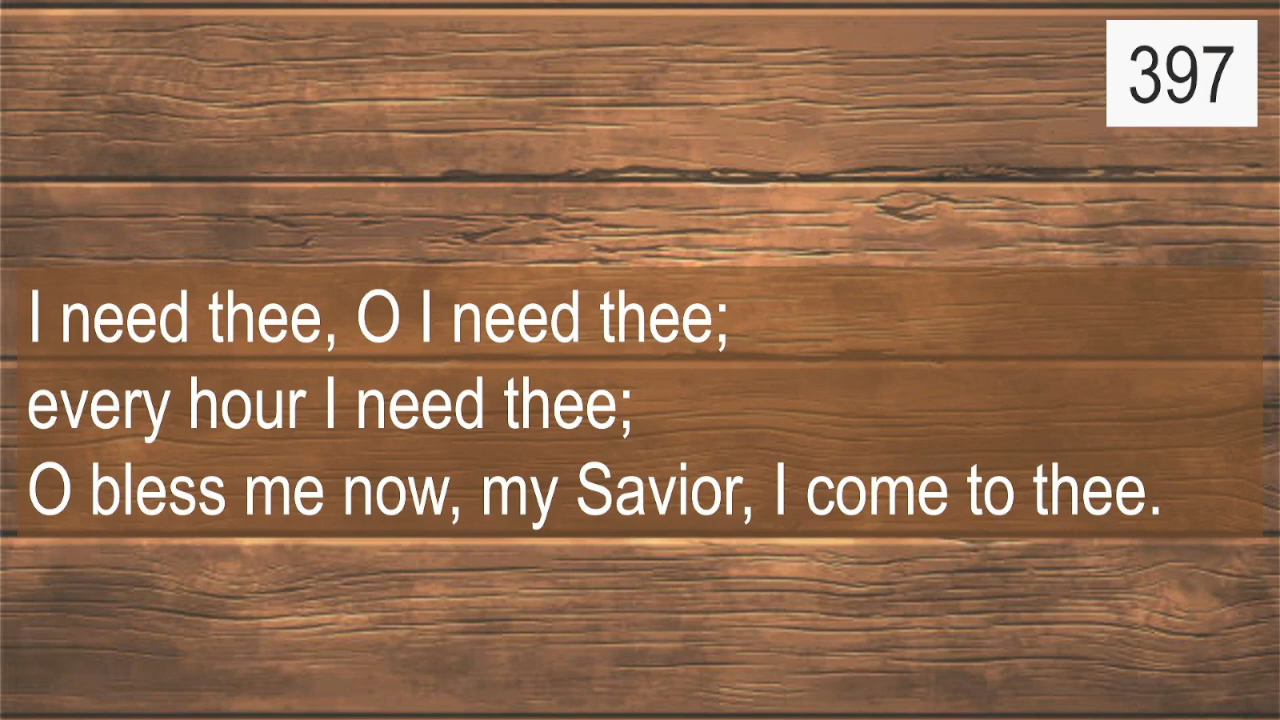 397
I need thee, O I need thee;
every hour I need thee;
O bless me now, my Savior, I come to thee.